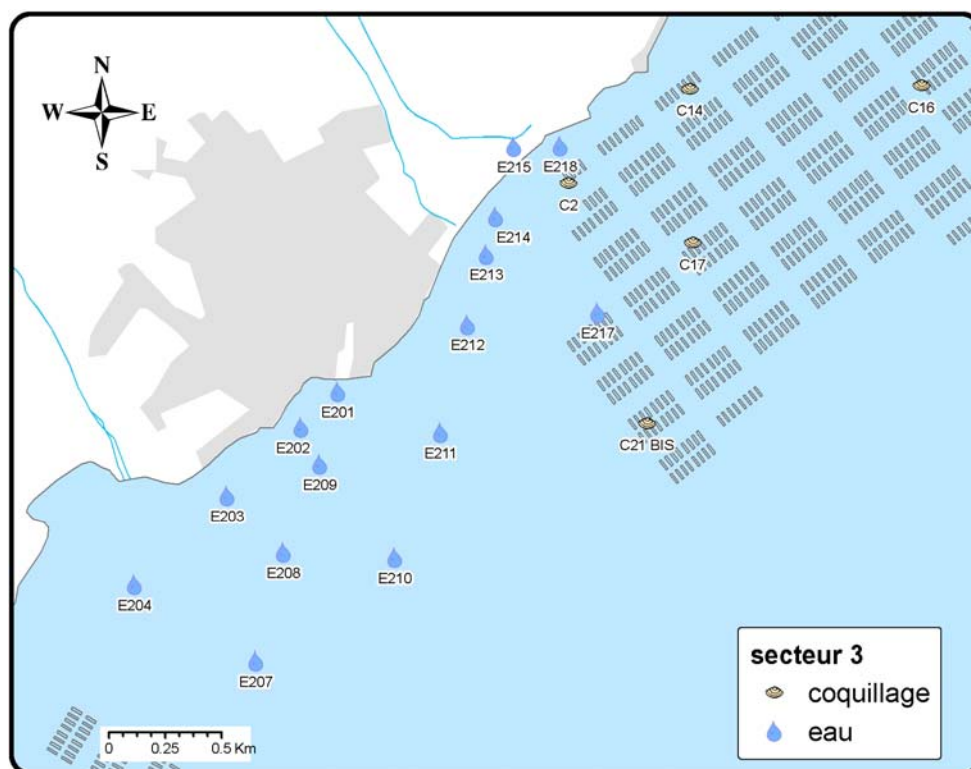 N
W E
S
C14
C16
E215
E218
C2
E214
C17
E213
E217
E212
E201
E202
E211
C21 BIS
E209
E203
E208
E210
E204
E207
secteur 3
coquillage
eau
0 0.25 0.5 Km